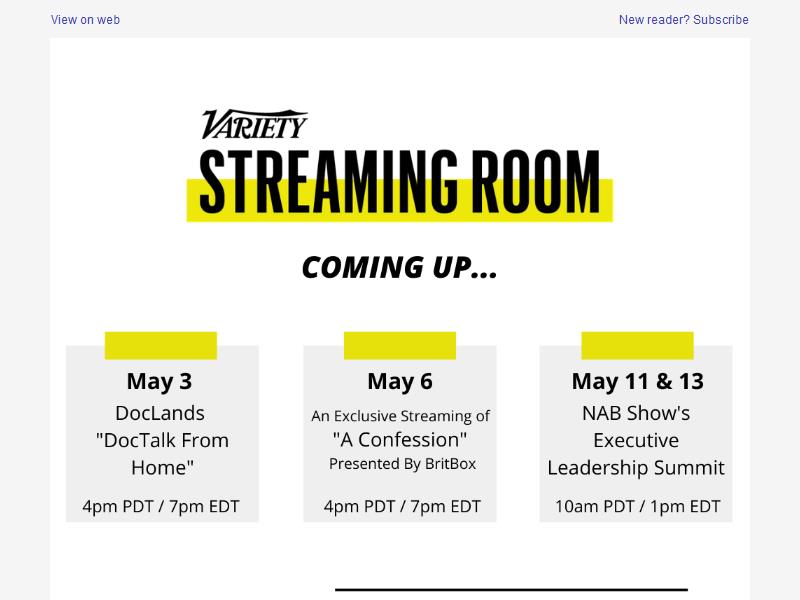 View on web
New reader? Subscribe
VARIETY
STREAMING ROOM
COMING UP...
May 3
DocLands
"DocTalk From
Home"
4pm PDT / 7pm EDT
May 6
An Exclusive Streaming of
"A Confession"
Presented By BritBox
4pm PDT / 7pm EDT
May 11 & 13
NAB Show's
Executive
Leadership Summit
10am PDT / 1pm EDT